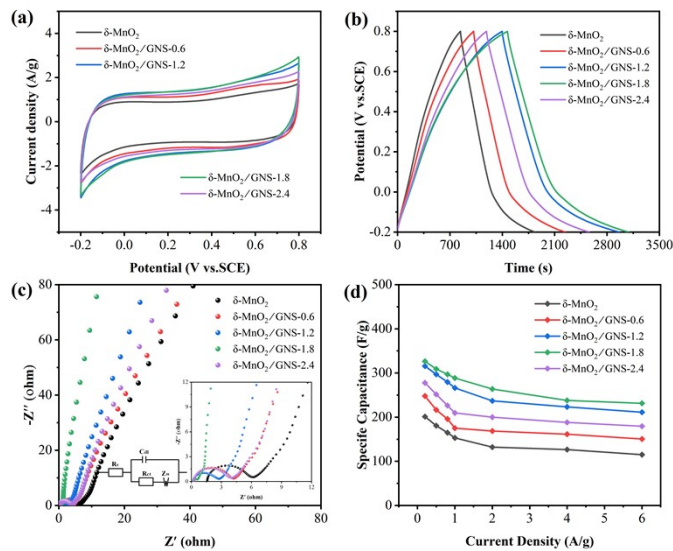 (a)
4
2
0
-2
-4
-0.2
0.0
0.2
0.4
0.6
0.8
Current density (A/g)
Potential (V vs.SCE)
δ-MnO₂
δ-MnO₂/GNS-0.6
δ-MnO₂/GNS-1.2
δ-MnO₂/GNS-1.8
δ-MnO₂/GNS-2.4
(b)
0.8
0.6
0.4
0.2
0.0
-0.2
0
700
1400
2100
2800
3500
Potential (V vs.SCE)
Time (s)
δ-MnO₂
δ-MnO₂/GNS-0.6
δ-MnO₂/GNS-1.2
δ-MnO₂/GNS-1.8
δ-MnO₂/GNS-2.4
(c)
80
60
40
20
0
0
20
40
60
80
-Z'' (ohm)
Z' (ohm)
δ-MnO₂
δ-MnO₂/GNS-0.6
δ-MnO₂/GNS-1.2
δ-MnO₂/GNS-1.8
δ-MnO₂/GNS-2.4
12
9
6
3
0
0
3
6
9
12
-Z'' (ohm)
Z' (ohm)
(d)
500
400
300
200
100
0
0
1
2
3
4
5
6
Specife Capacitance (F/g)
Current Density (A/g)
δ-MnO₂
δ-MnO₂/GNS-0.6
δ-MnO₂/GNS-1.2
δ-MnO₂/GNS-1.8
δ-MnO₂/GNS-2.4